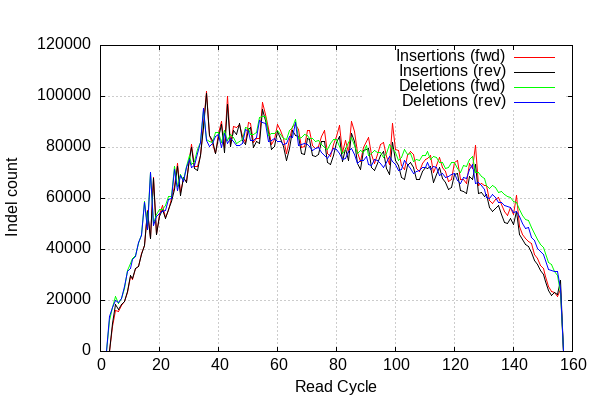 120000
100000
80000
60000
40000
20000
0
Indel count
Insertions (fwd)
Insertions (rev)
Deletions (fwd)
Deletions (rev)
0 20 40 60 80 100 120 140 160
Read Cycle